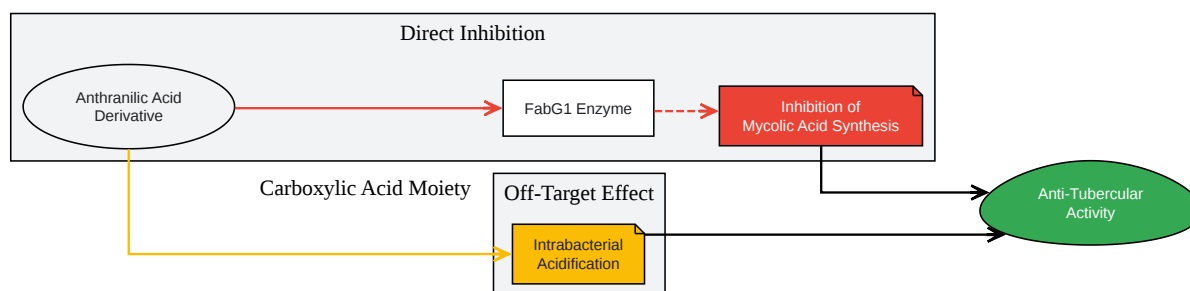 Direct Inhibition
Anthranilic Acid
Derivative
FabG1 Enzyme
Inhibition of
Mycolic Acid Synthesis
Carboxylic Acid Moiety
Off-Target Effect
Intrabacterial
Acidification
Anti-Tubercular
Activity